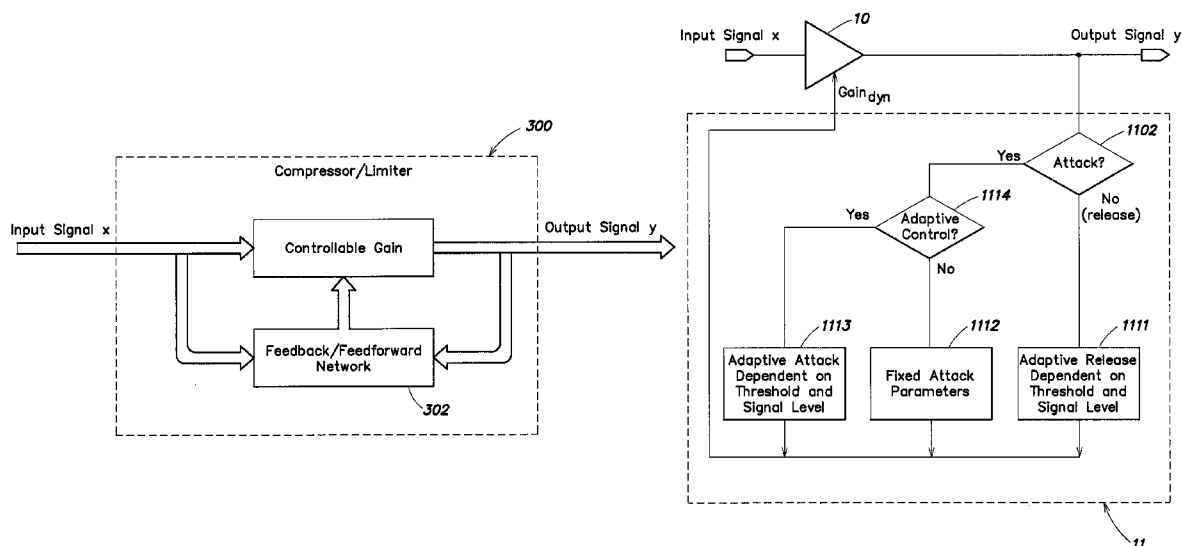 300
Compressor/Limiter
Input Signal x
Controllable Gain
Output Signal y
Feedback/Feedforward
Network
302
Input Signal x
10
Output Signal y
Gain dyn
1102
Attack?
Yes
No
(release)
1114
Adaptive
Control?
Yes
No
1113
Adaptive Attack
Dependent on
Threshold and
Signal Level
1112
Fixed Attack
Parameters
1111
Adaptive Release
Dependent on
Threshold and
Signal Level
11